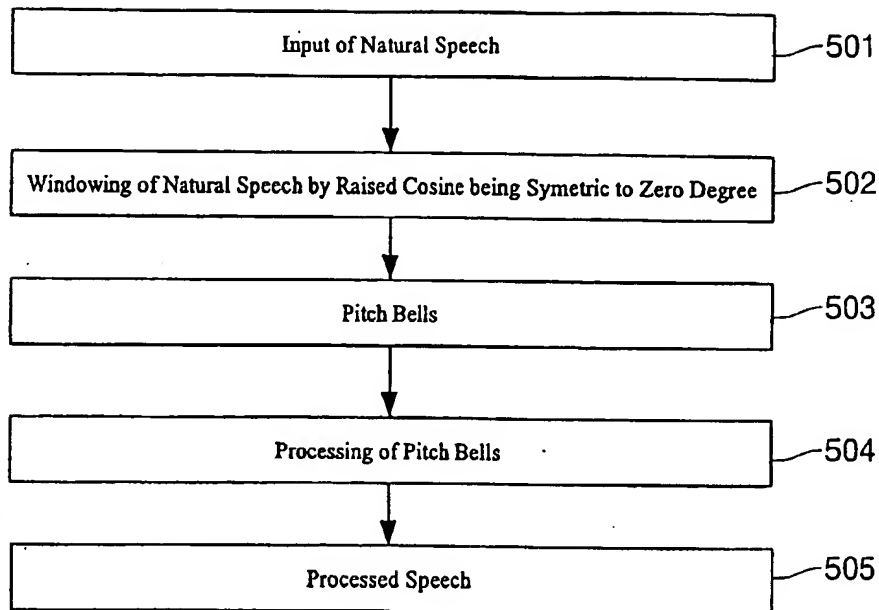 Input of Natural Speech 501
Windowing of Natural Speech by Raised Cosine being Symetric to Zero Degree 502
Pitch Bells 503
Processing of Pitch Bells 504
Processed Speech 505